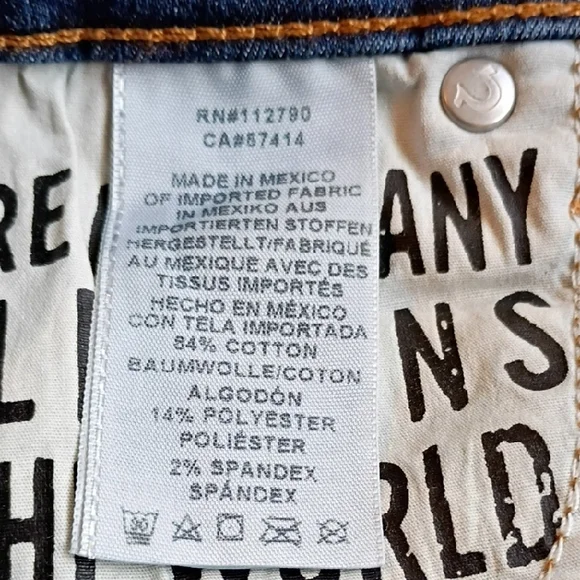 RN#112790
CA#57414
MADE IN MEXICO
OF IMPORTED FABRIC
IN MEXIKO AUS
IMPORTIERTEN STOFFEN
HERGESTELLT/FABRIQUÉ
AU MEXIQUE AVEC DES
TISSUS IMPORTÉS
HECHO EN MÉXICO
CON TELA IMPORTADA
84% COTTON
BAUMWOLLE/COTON
ALGODÓN
14% POLYESTER
POLIÉSTER
2% SPANDEX
SPÁNDEX
30
RE ANY
L NS
H W RLD